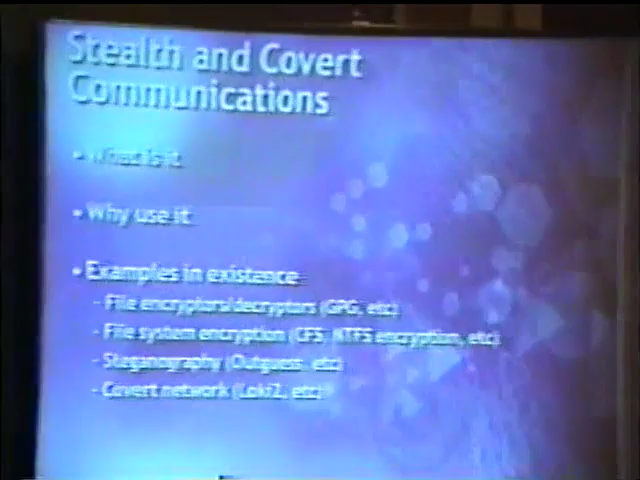 Stealth and Covert
Communications
• What is it
• Why use it
• Examples in existence
- File encryptors/decryptors (GPG, etc)
- File system encryption (CFS, NTFS encryption, etc)
- Steganography (Outguess, etc)
- Covert network (Loki2, etc)